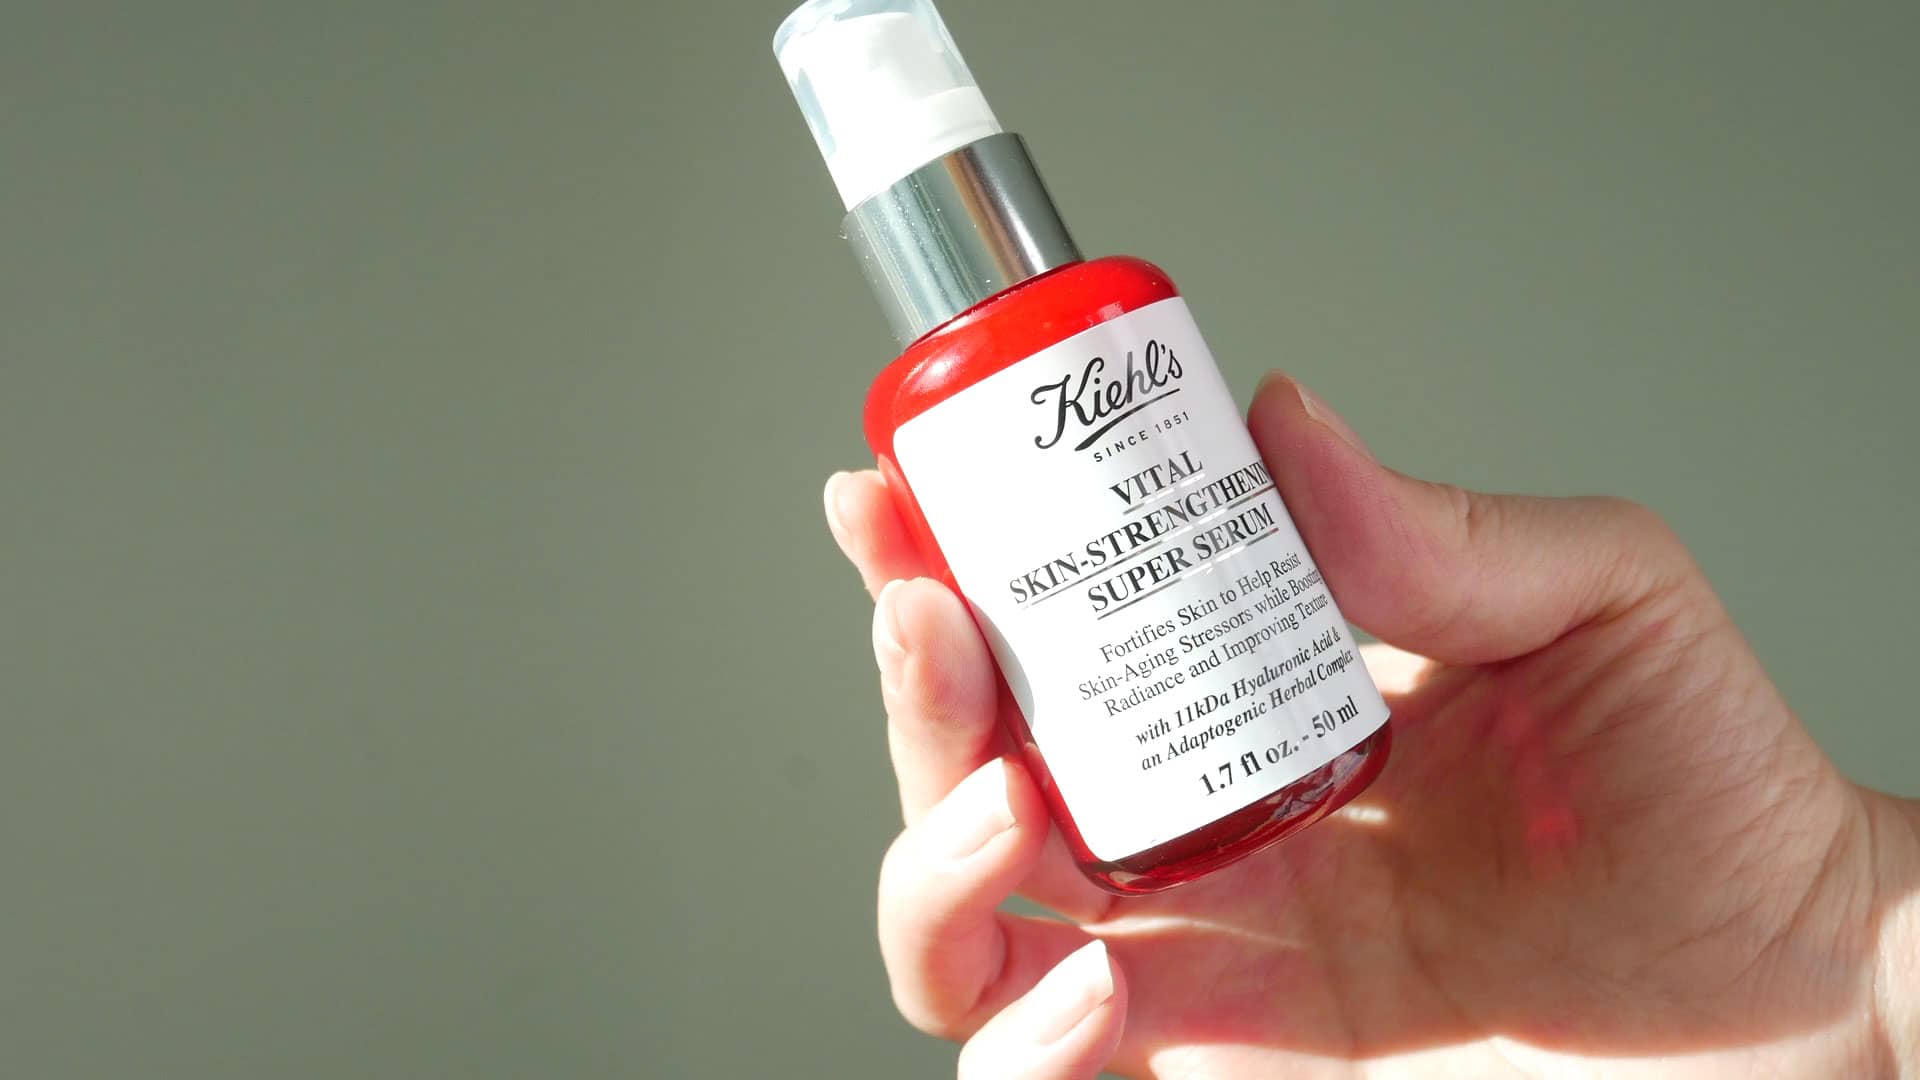 Kiehl's
SINCE 1851
VITAL
SKIN-STRENGTHENIN
SUPER SERUM
Fortifies Skin to Help Resist
Skin-Aging Stressors while Boosting
Radiance and Improving Texture
with 11kDa Hyaluronic Acid &
an Adaptogenic Herbal Complex
1.7 fl oz. - 50 ml